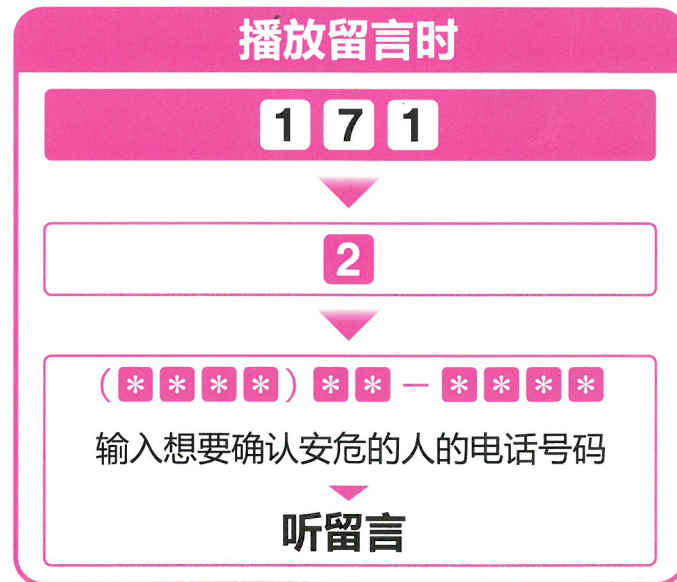 播放留言时
1 7 1
2
(****) ** - ****
输入想要确认安危的人的电话号码
听留言